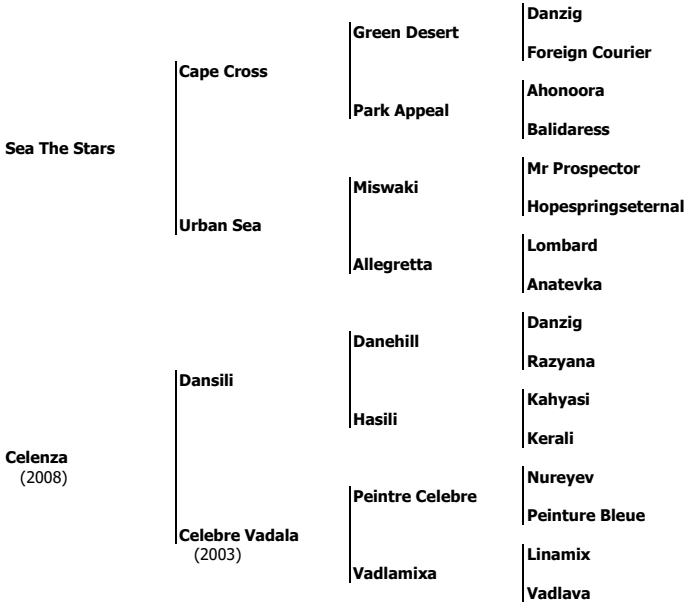 Danzig
Green Desert
Foreign Courier
Cape Cross
Ahonoora
Park Appeal
Balidaress
Sea The Stars
Mr Prospector
Miswaki
Hopespringseternal
Urban Sea
Lombard
Allegretta
Anatevka
Danzig
Danehill
Razyana
Dansili
Kahyasi
Hasili
Kerali
Celenza
(2008)
Nureyev
Peintre Celebre
Peinture Bleue
Celebre Vadala
(2003)
Linamix
Vadlamixa
Vadlava